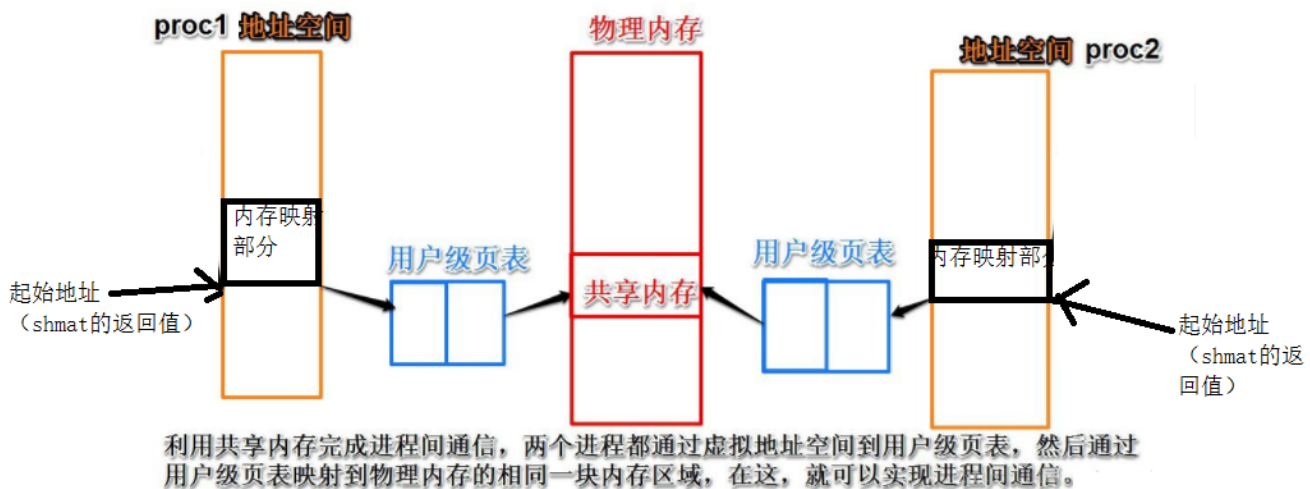 proc1 地址空间
物理内存
地址空间 proc2
内存映射
部分
用户级页表
共享内存
用户级页表
内存映射部
起始地址
（shmat的返回值）
起始地址
（shmat的返
回值）
利用共享内存完成进程间通信，两个进程都通过虚拟地址空间到用户级页表，然后通过
用户级页表映射到物理内存的相同一块内存区域，在这，就可以实现进程间通信。